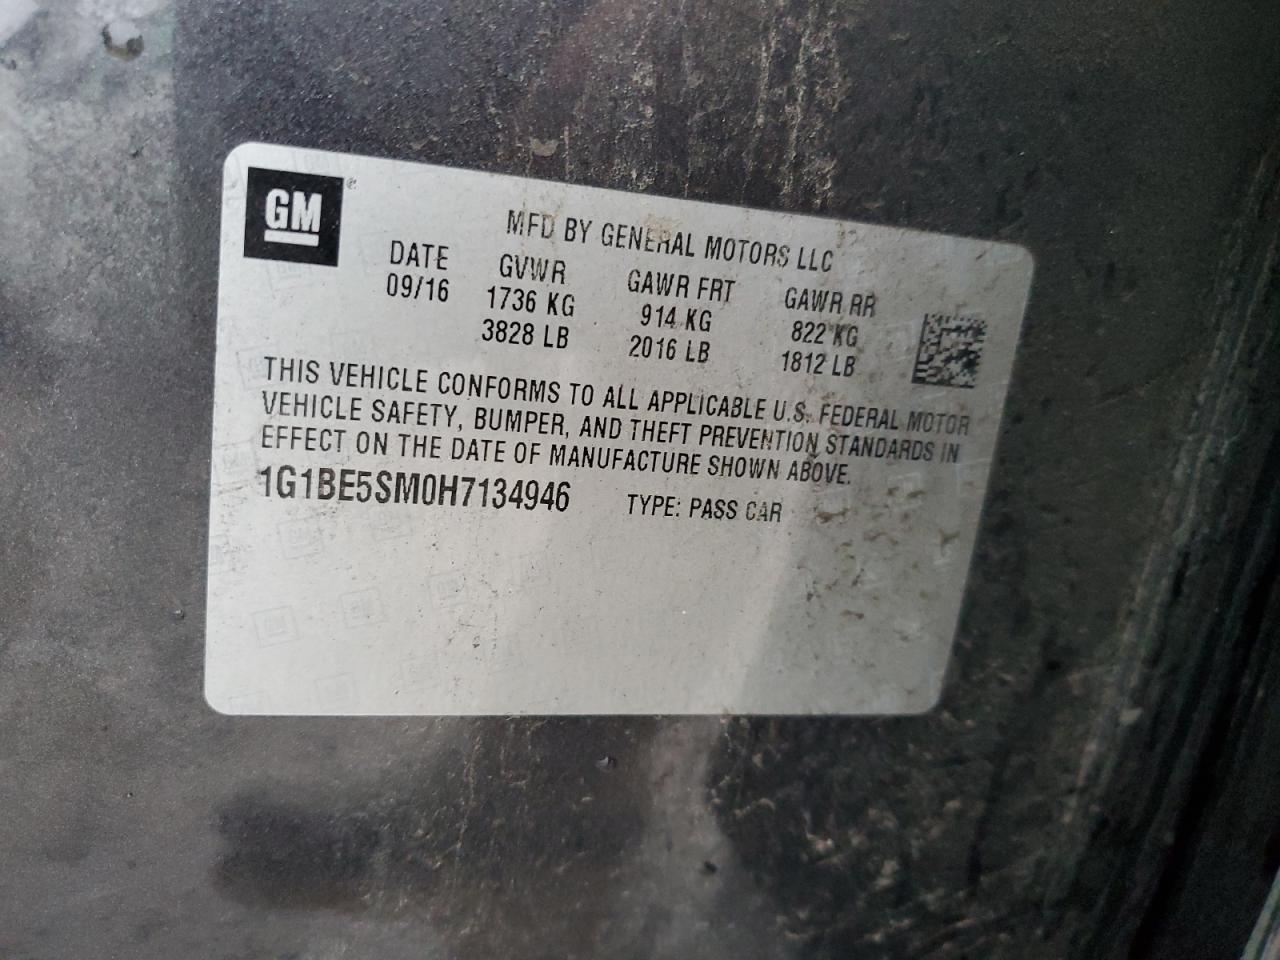 GM®
MFD BY GENERAL MOTORS LLC
DATE GVWR GAWR FRT GAWR RR
09/16 1736 KG 914 KG 822 KG
3828 LB 2016 LB 1812 LB
THIS VEHICLE CONFORMS TO ALL APPLICABLE U.S. FEDERAL MOTOR
VEHICLE SAFETY, BUMPER, AND THEFT PREVENTION STANDARDS IN
EFFECT ON THE DATE OF MANUFACTURE SHOWN ABOVE.
1G1BE5SM0H7134946 TYPE: PASS CAR